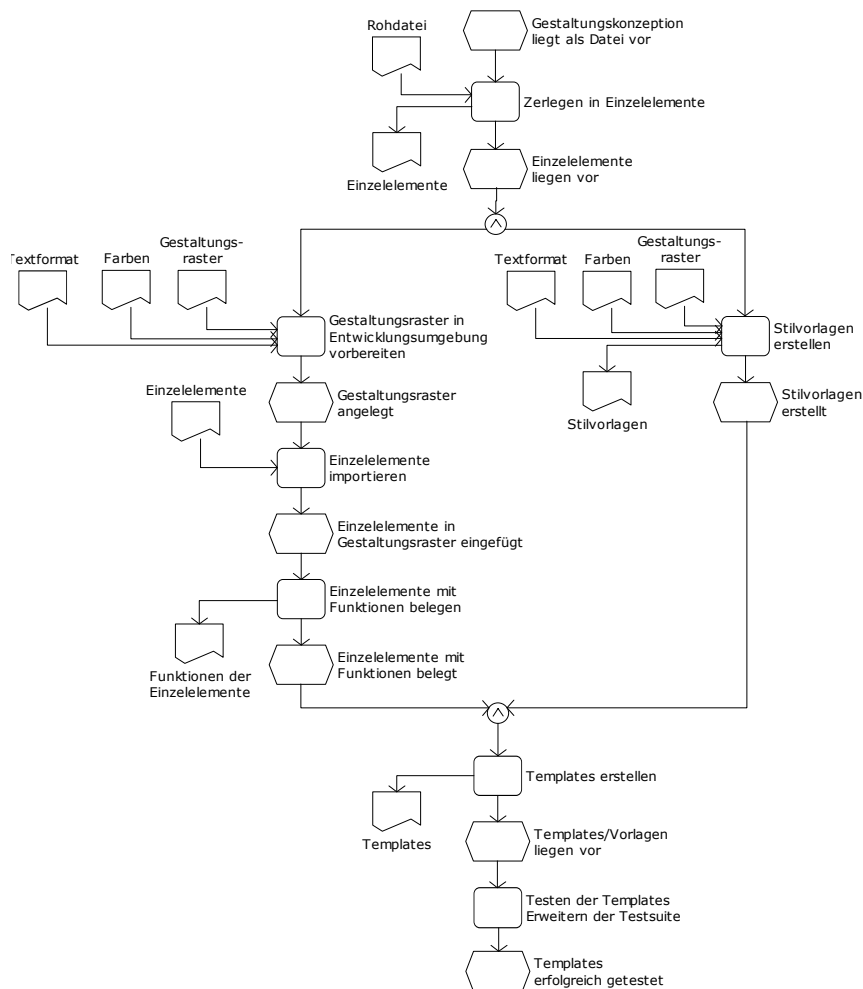 Rohdatei
Gestaltungskonzeption
liegt als Datei vor
Zerlegen in Einzelelemente
Einzelelemente
Einzelelemente
liegen vor
Textformat
Farben
Gestaltungs-
raster
Textformat
Farben
Gestaltungs-
raster
Gestaltungsraster in
Entwicklungsumgebung
vorbereiten
Stilvorlagen
erstellen
Einzelelemente
Gestaltungsraster
angelegt
Stilvorlagen
Stilvorlagen
erstellt
Einzelelemente
importieren
Einzelelemente in
Gestaltungsraster eingefügt
Einzelelemente mit
Funktionen belegen
Funktionen der
Einzelelemente
Einzelelemente mit
Funktionen belegt
Templates erstellen
Templates
Templates/Vorlagen
liegen vor
Testen der Templates
Erweitern der Testsuite
Templates
erfolgreich getestet